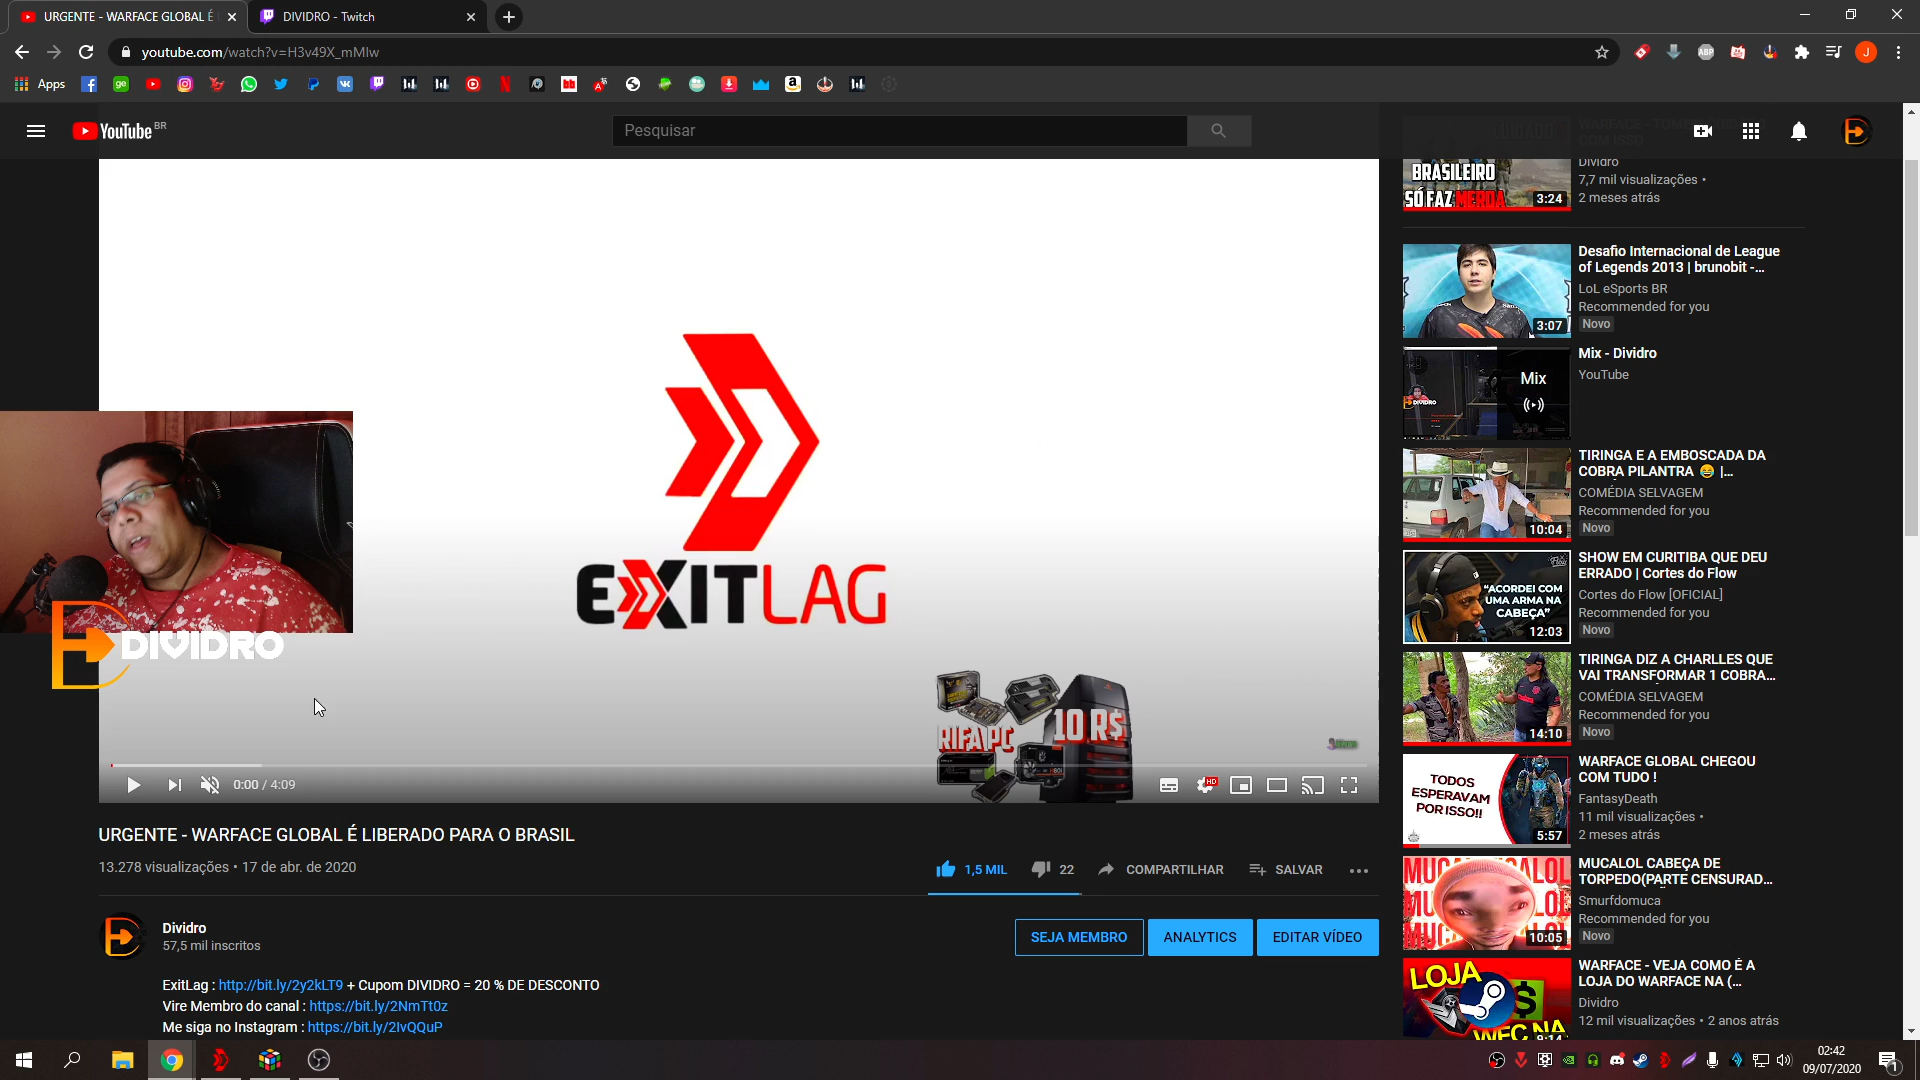 URGENTE - WARFACE GLOBAL É
DIVIDRO - Twitch
youtube.com/watch?v=H3v49X_mMIw
Apps
YouTube BR
Pesquisar
EXITLAG
DIVIDRO
RIFA PC
10 R$
0:00 / 4:09
HD
URGENTE - WARFACE GLOBAL É LIBERADO PARA O BRASIL
13.278 visualizações • 17 de abr. de 2020
1,5 MIL
22
COMPARTILHAR
SALVAR
Dividro
57,5 mil inscritos
SEJA MEMBRO
ANALYTICS
EDITAR VÍDEO
ExitLag : http://bit.ly/2y2kLT9 + Cupom DIVIDRO = 20 % DE DESCONTO
Vire Membro do canal : https://bit.ly/2NmTt0z
Me siga no Instagram : https://bit.ly/2IvQQuP
BRASILEIRO
SÓ FAZ MERDA
3:24
COM ISSO
Dividro
7,7 mil visualizações •
2 meses atrás
3:07
Desafio Internacional de League
of Legends 2013 | brunobit -...
LoL eSports BR
Recommended for you
Novo
DIVIDRO
Mix
Mix - Dividro
YouTube
10:04
TIRINGA E A EMBOSCADA DA
COBRA PILANTRA 😂 |...
COMÉDIA SELVAGEM
Recommended for you
Novo
"ACORDEI COM
UMA ARMA NA
CABEÇA"
12:03
SHOW EM CURITIBA QUE DEU
ERRADO | Cortes do Flow
Cortes do Flow [OFICIAL]
Recommended for you
Novo
14:10
TIRINGA DIZ A CHARLLES QUE
VAI TRANSFORMAR 1 COBRA...
COMÉDIA SELVAGEM
Recommended for you
Novo
TODOS
ESPERAVAM
POR ISSO!!
5:57
WARFACE GLOBAL CHEGOU
COM TUDO !
FantasyDeath
11 mil visualizações •
2 meses atrás
10:05
MUCALOL CABEÇA DE
TORPEDO(PARTE CENSURAD...
Smurfdomuca
Recommended for you
Novo
LOJA
WFC NA
9:14
WARFACE - VEJA COMO É A
LOJA DO WARFACE NA (...
Dividro
12 mil visualizações • 2 anos atrás
02:42
09/07/2020
1